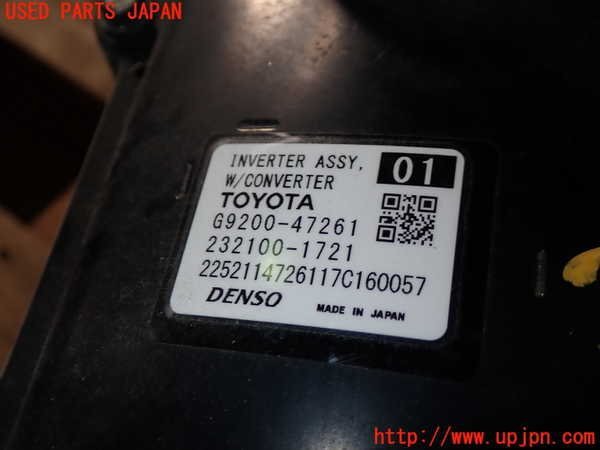 USED PARTS JAPAN
INVERTER ASSY,
W/CONVERTER
01
TOYOTA
G9200-47261
232100-1721
2252114726117C160057
DENSO
MADE IN JAPAN
http://www.upjpn.com/